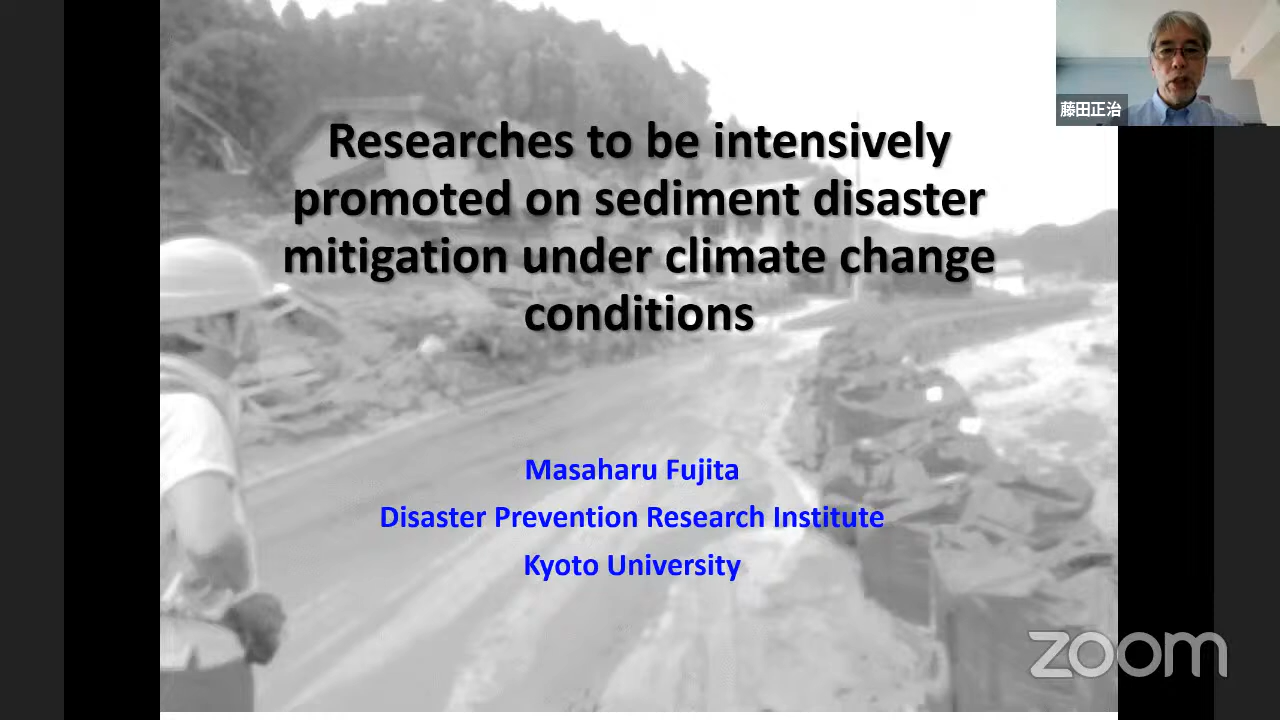 藤田正治
Researches to be intensively
promoted on sediment disaster
mitigation under climate change
conditions
Masaharu Fujita
Disaster Prevention Research Institute
Kyoto University
zoom